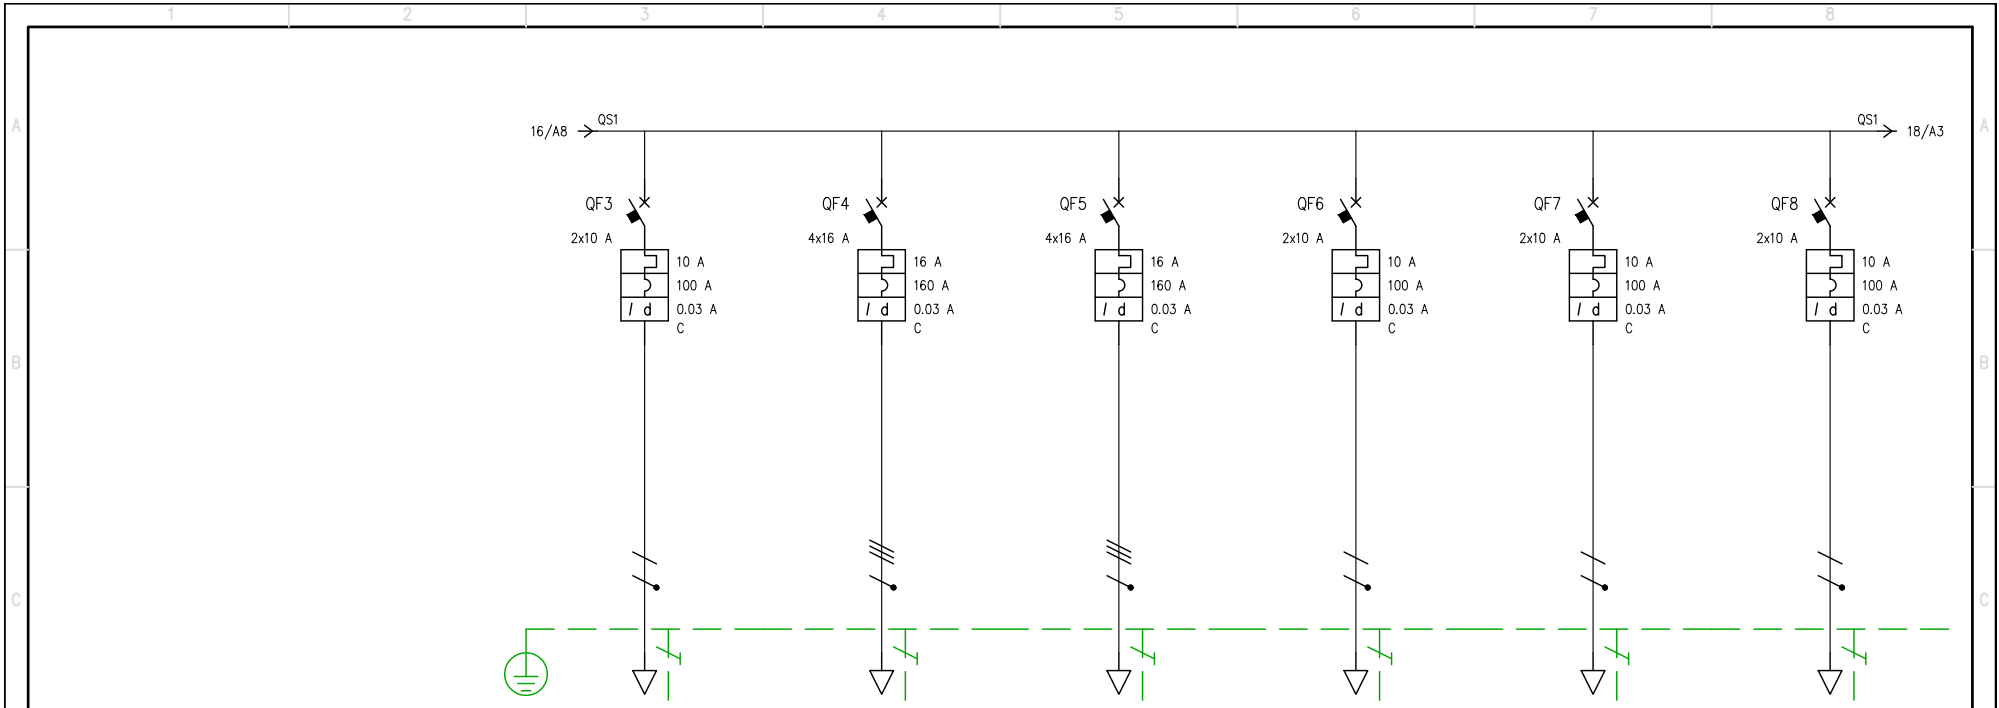 1 2 3 4 5 6 7 8
A A
16/A8 QS1 QS1 18/A3
QF3 QF4 QF5 QF6 QF7 QF8
2x10 A 4x16 A 4x16 A 2x10 A 2x10 A 2x10 A
10 A 16 A 16 A 10 A 10 A 10 A
100 A 160 A 160 A 100 A 100 A 100 A
I d 0.03 A I d 0.03 A I d 0.03 A I d 0.03 A I d 0.03 A I d 0.03 A
C C C C C C
B B
C C